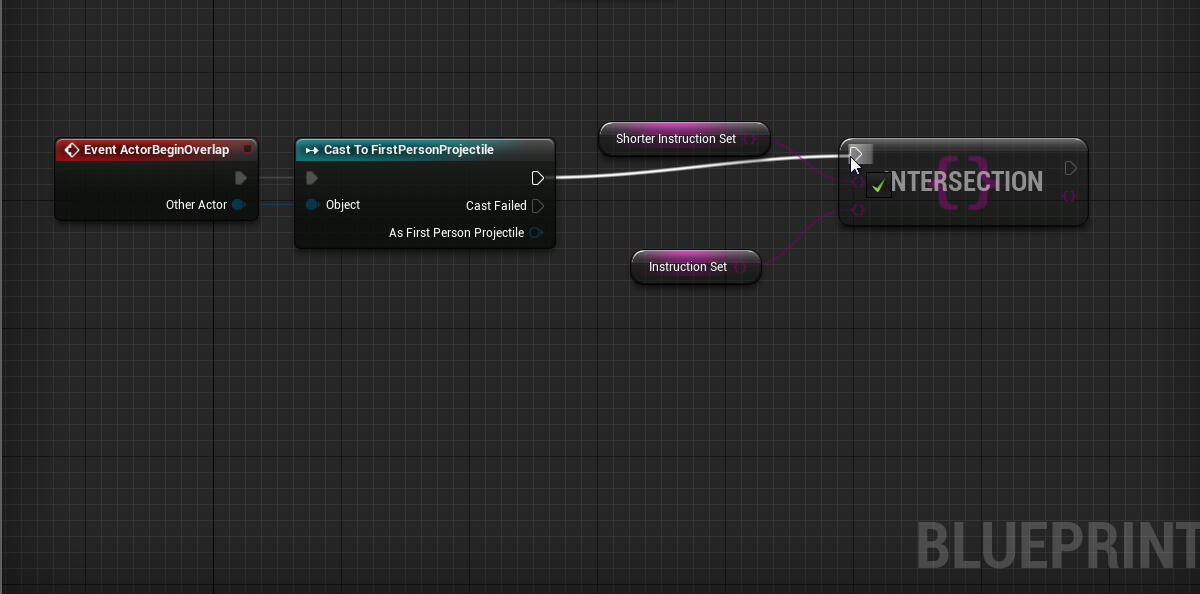 Event ActorBeginOverlap
Other Actor
Cast To FirstPersonProjectile
Object
Cast Failed
As First Person Projectile
Shorter Instruction Set
Instruction Set
NTERSECTION
BLUEPRINT